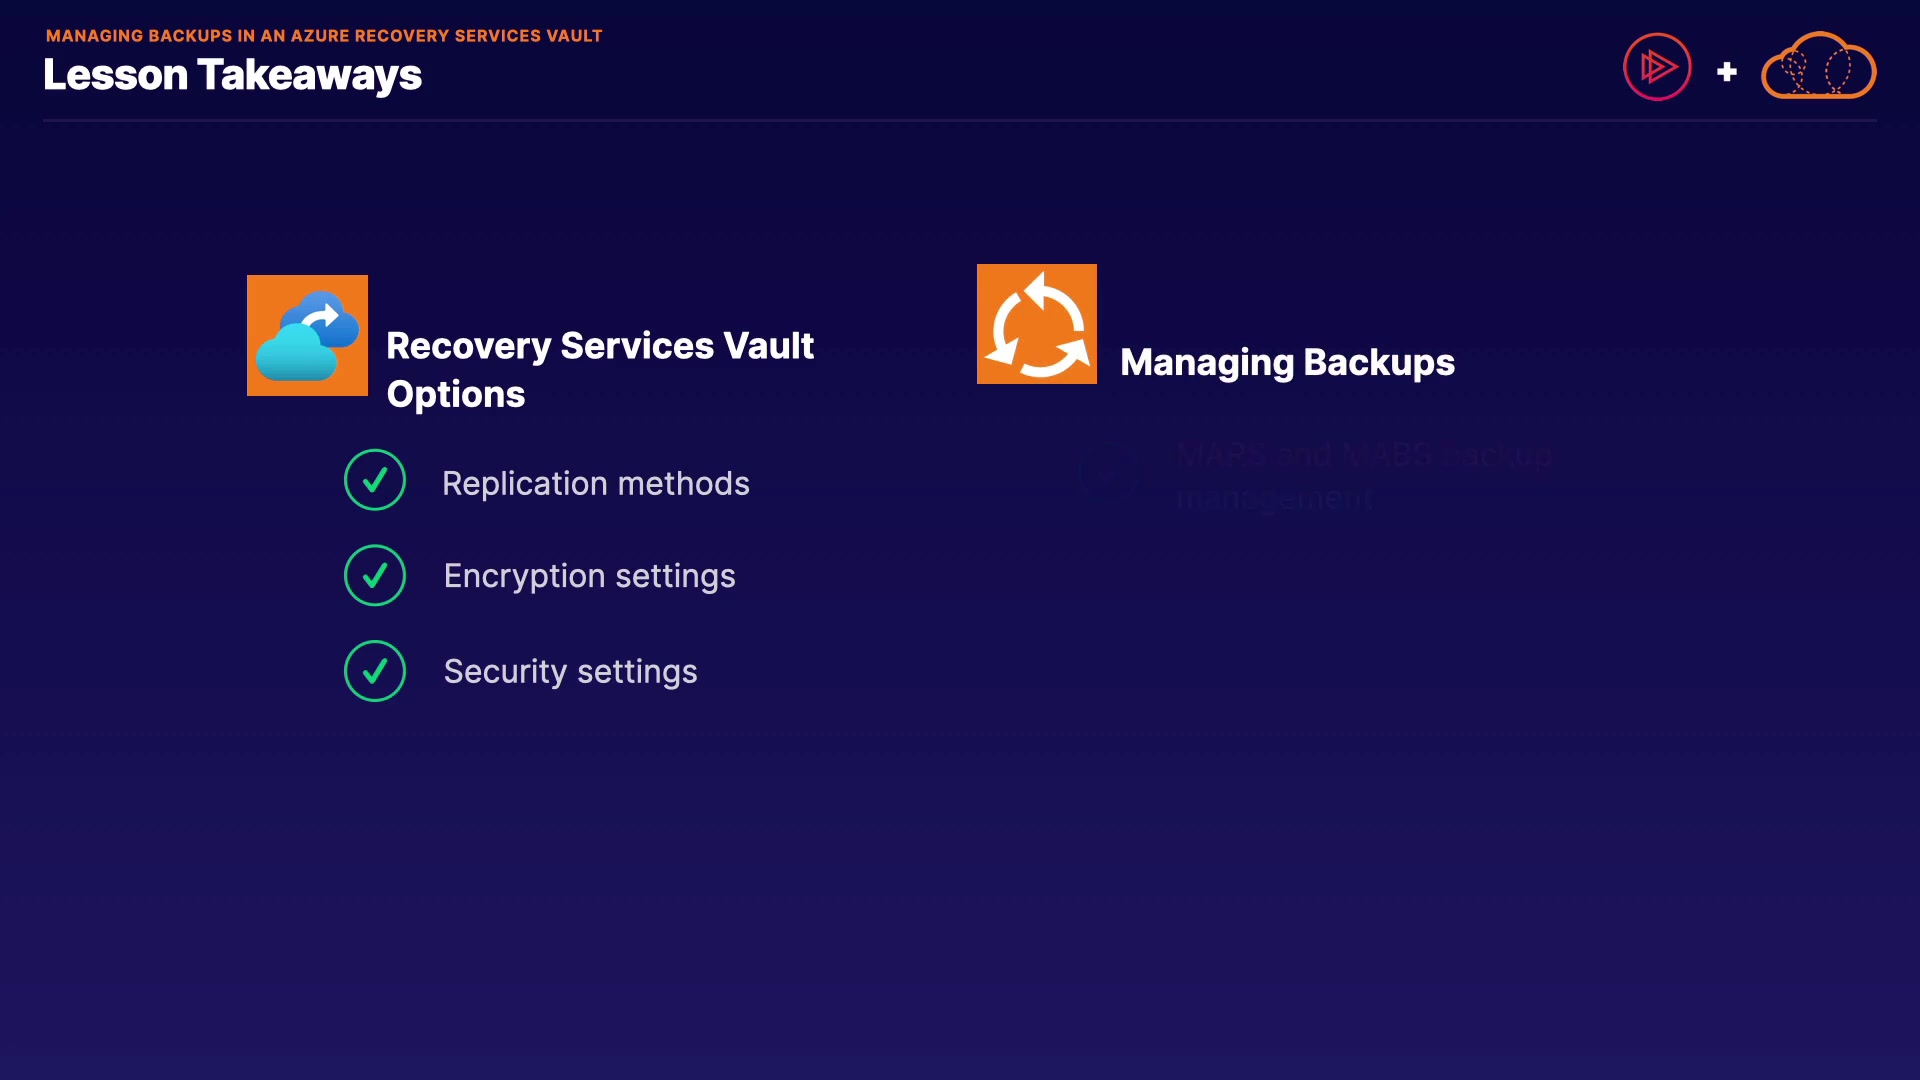 MANAGING BACKUPS IN AN AZURE RECOVERY SERVICES VAULT
Lesson Takeaways
Recovery Services Vault
Options
Replication methods
Encryption settings
Security settings
Managing Backups
MARS and MABS backup
management